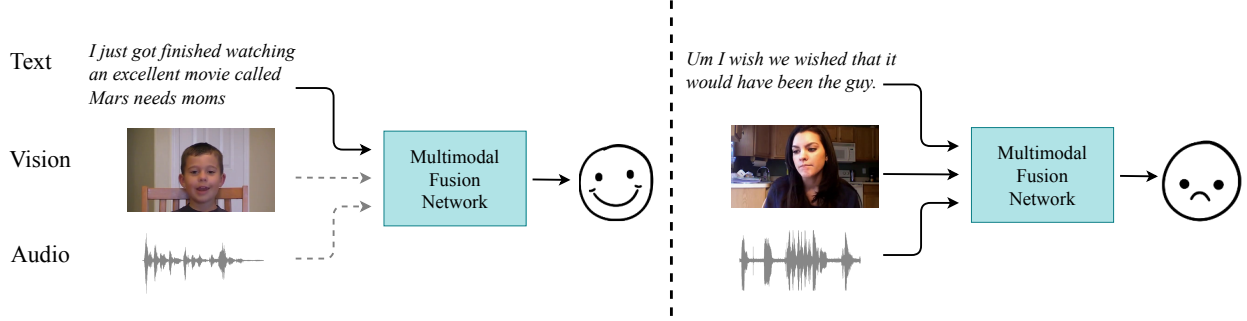 Text
I just got finished watching
an excellent movie called
Mars needs moms
Vision
Audio
Multimodal
Fusion
Network
Um I wish we wished that it
would have been the guy.
Multimodal
Fusion
Network